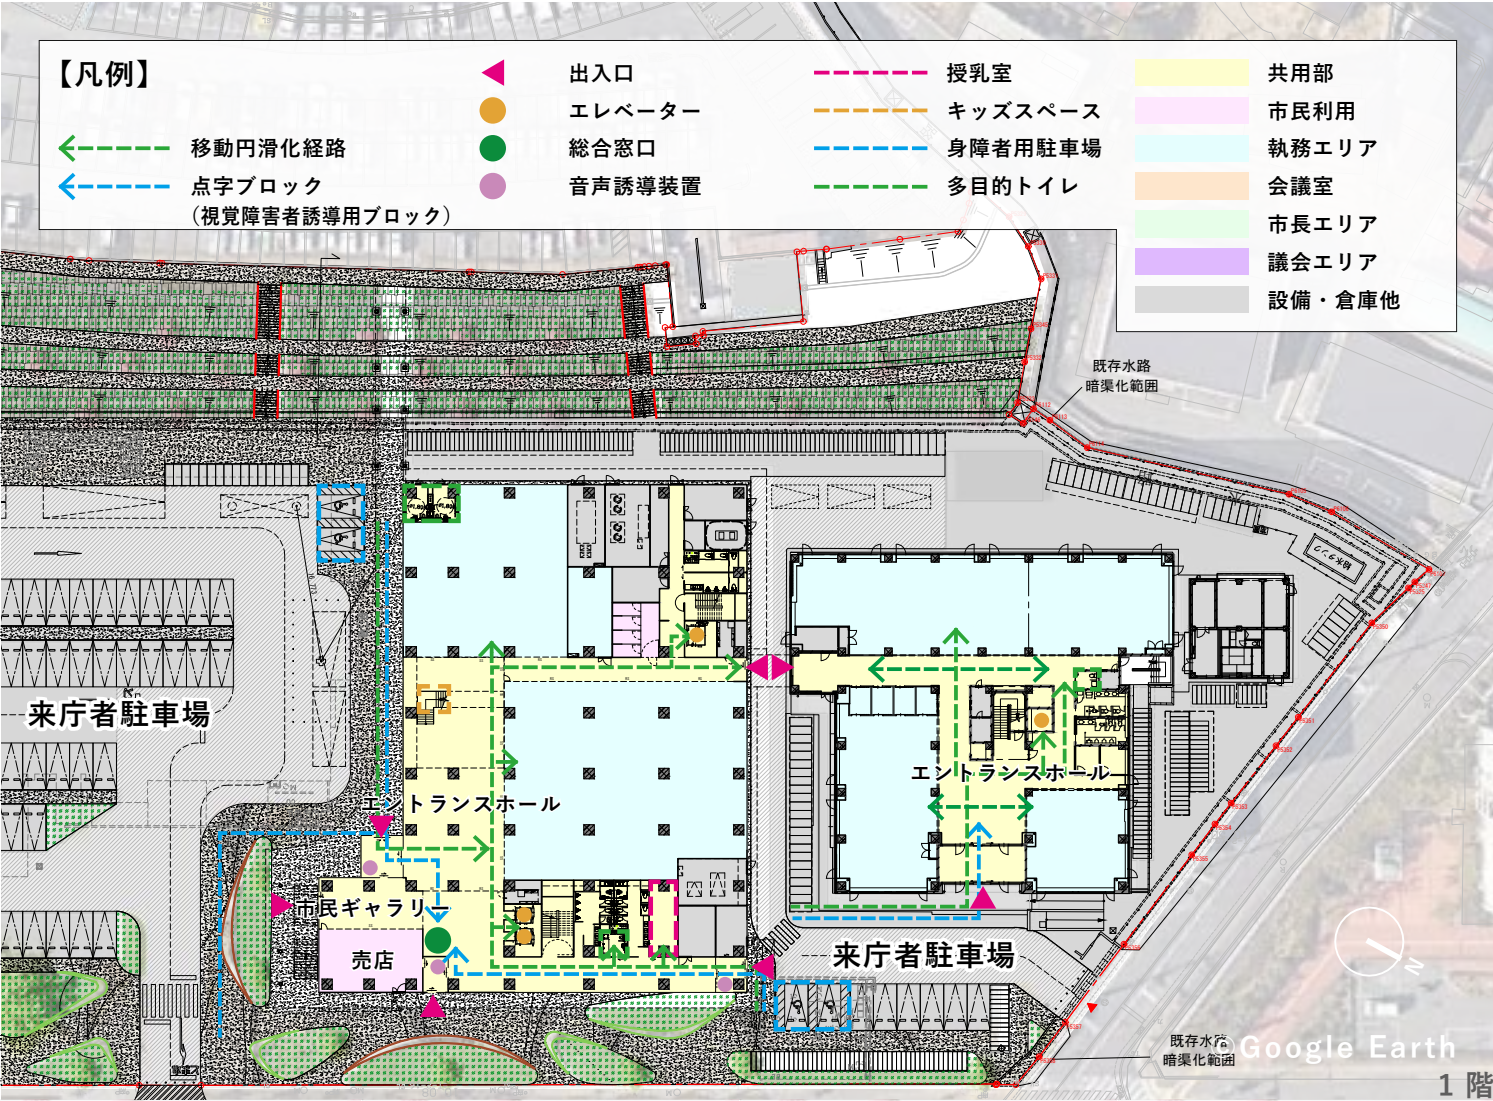 【凡例】
移動円滑化経路
点字ブロック
（視覚障害者誘導用ブロック）
出入口
エレベーター
総合窓口
音声誘導装置
授乳室
キッズスペース
身障者用駐車場
多目的トイレ
共用部
市民利用
執務エリア
会議室
市長エリア
議会エリア
設備・倉庫他
既存水路
暗渠化範囲
来庁者駐車場
エントランスホール
エントランスホール
市民ギャラリー
売店
来庁者駐車場
N
既存水路
暗渠化範囲
Google Earth
1 階